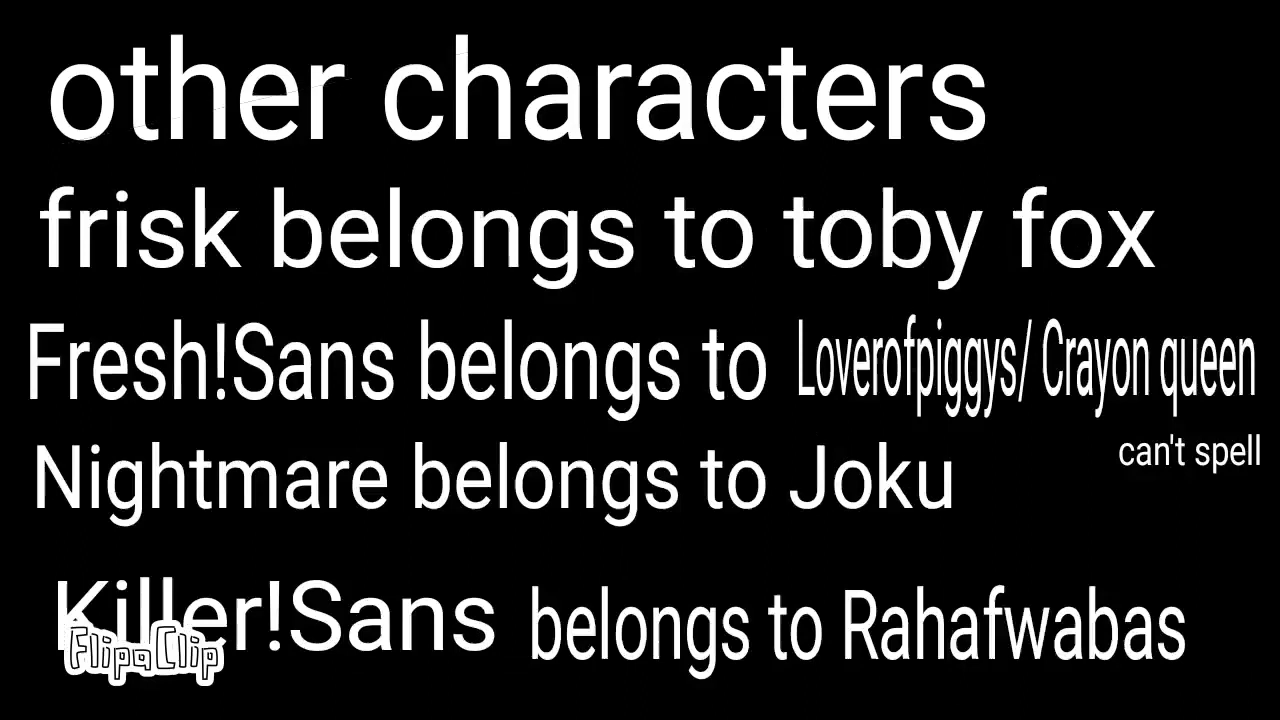 other characters
frisk belongs to toby fox
Fresh!Sans belongs to Loverofpiggys/ Crayon queen
can't spell
Nightmare belongs to Joku
Killer!Sans belongs to Rahafwabas
FlipaClip